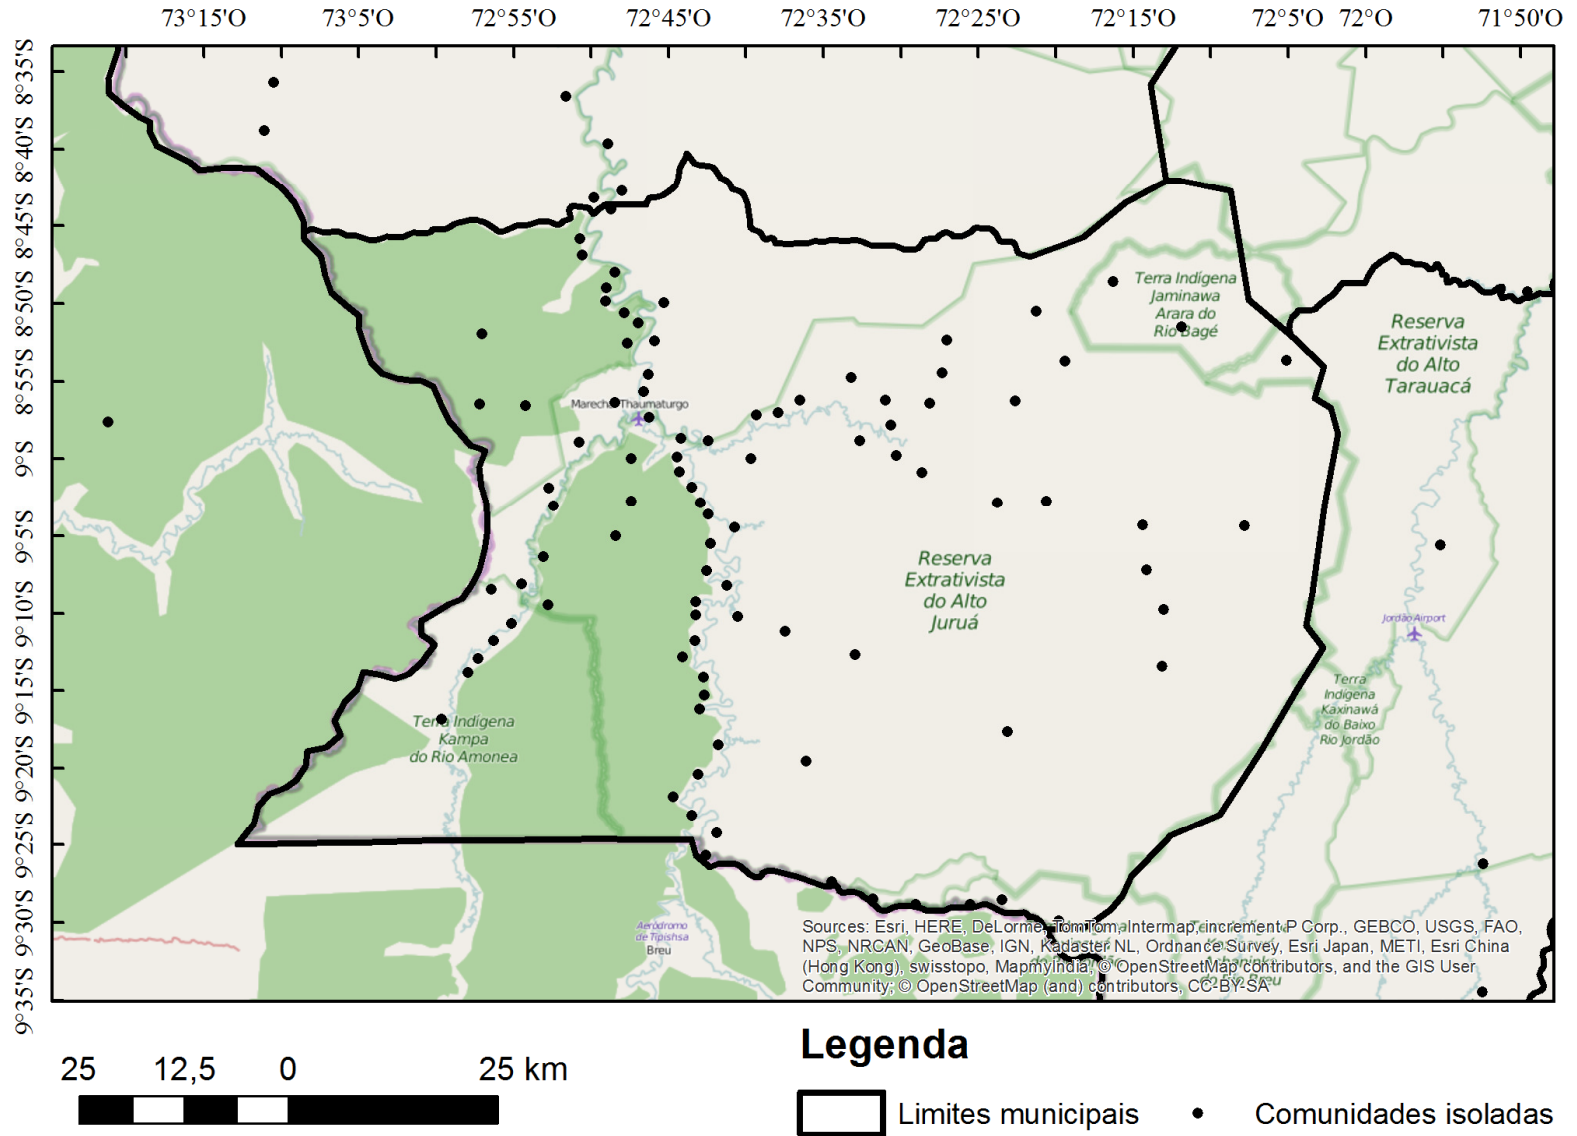 73°15'O 73°5'O 72°55'O 72°45'O 72°35'O 72°25'O 72°15'O 72°5'O 72°O 71°50'O
8°35'S
8°40'S
8°45'S
8°50'S
8°55'S
9°S
9°5'S
9°10'S
9°15'S
9°20'S
9°25'S
9°30'S
9°35'S
Terra Indígena
Jaminawa
Arara do
Rio Bagé
Reserva
Extrativista
do Alto
Tarauacá
Marechal Thaumaturgo
Reserva
Extrativista
do Alto
Juruá
Jordão Airport
Terra
Indígena
Kaxinawá
do Baixo
Rio Jordão
Terra Indígena
Kampa
do Rio Amonea
Aeródromo
de Tipishsa
Breu
Sources: Esri, HERE, DeLorme, TomTom, Intermap, increment P Corp., GEBCO, USGS, FAO,
NPS, NRCAN, GeoBase, IGN, Kadaster NL, Ordnance Survey, Esri Japan, METI, Esri China
(Hong Kong), swisstopo, MapmyIndia, © OpenStreetMap contributors, and the GIS User
Community; © OpenStreetMap (and) contributors, CC-BY-SA
25 12,5 0 25 km
Legenda
Limites municipais
Comunidades isoladas